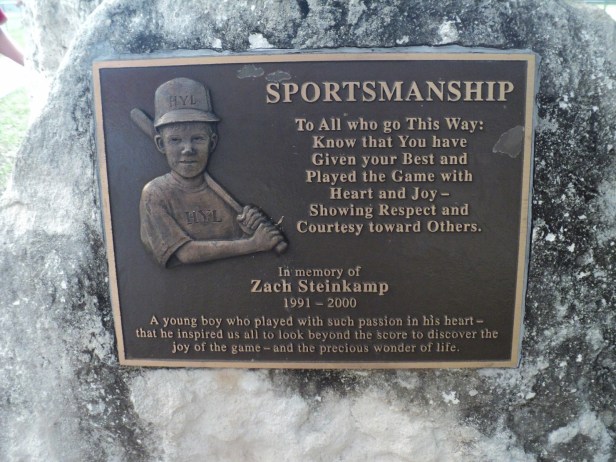 HYL
HYL
SPORTSMANSHIP
To All who go This Way:
Know that You have
Given your Best and
Played the Game with
Heart and Joy –
Showing Respect and
Courtesy toward Others.
In memory of
Zach Steinkamp
1991 – 2000
A young boy who played with such passion in his heart –
that he inspired us all to look beyond the score to discover the
joy of the game – and the precious wonder of life.